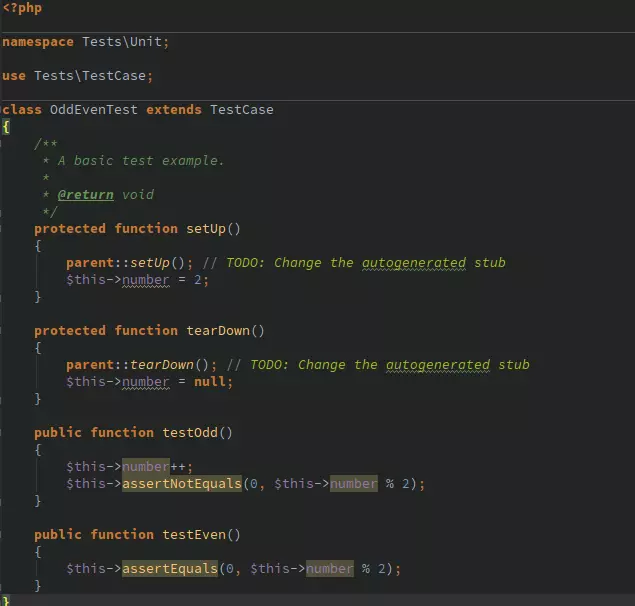 <?php
namespace Tests\Unit;
use Tests\TestCase;
class OddEvenTest extends TestCase
{
/**
* A basic test example.
*
* @return void
*/
protected function setUp()
{
parent::setUp(); // TODO: Change the autogenerated stub
$this->number = 2;
}
protected function tearDown()
{
parent::tearDown(); // TODO: Change the autogenerated stub
$this->number = null;
}
public function testOdd()
{
$this->number++;
$this->assertNotEquals(0, $this->number % 2);
}
public function testEven()
{
$this->assertEquals(0, $this->number % 2);
}
}